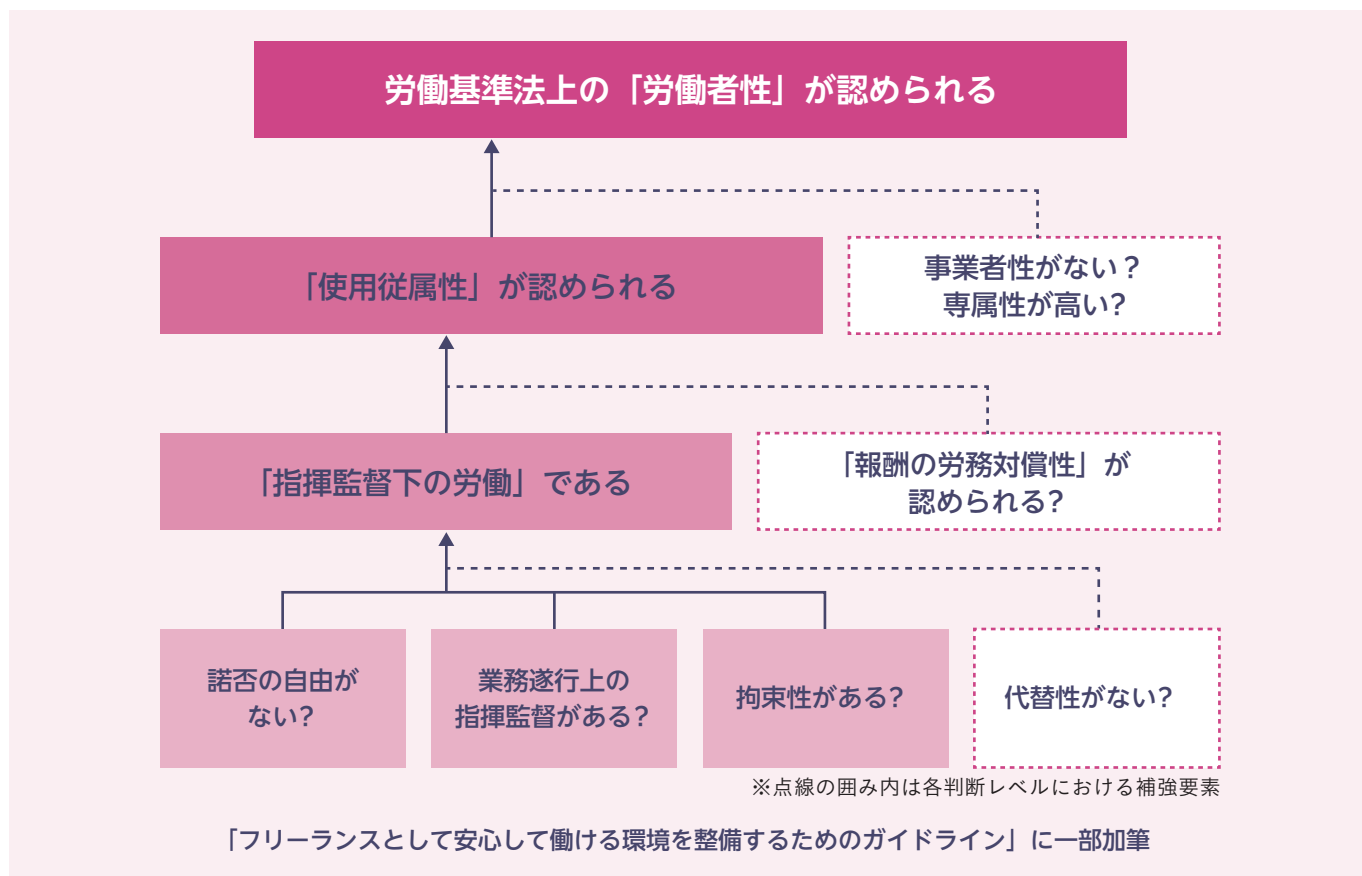 労働基準法上の「労働者性」が認められる
「使用従属性」が認められる
事業者性がない？
専属性が高い？
「指揮監督下の労働」である
「報酬の労務対償性」が
認められる？
諾否の自由が
ない？
業務遂行上の
指揮監督がある？
拘束性がある？
代替性がない？
※点線の囲み内は各判断レベルにおける補強要素
「フリーランスとして安心して働ける環境を整備するためのガイドライン」に一部加筆